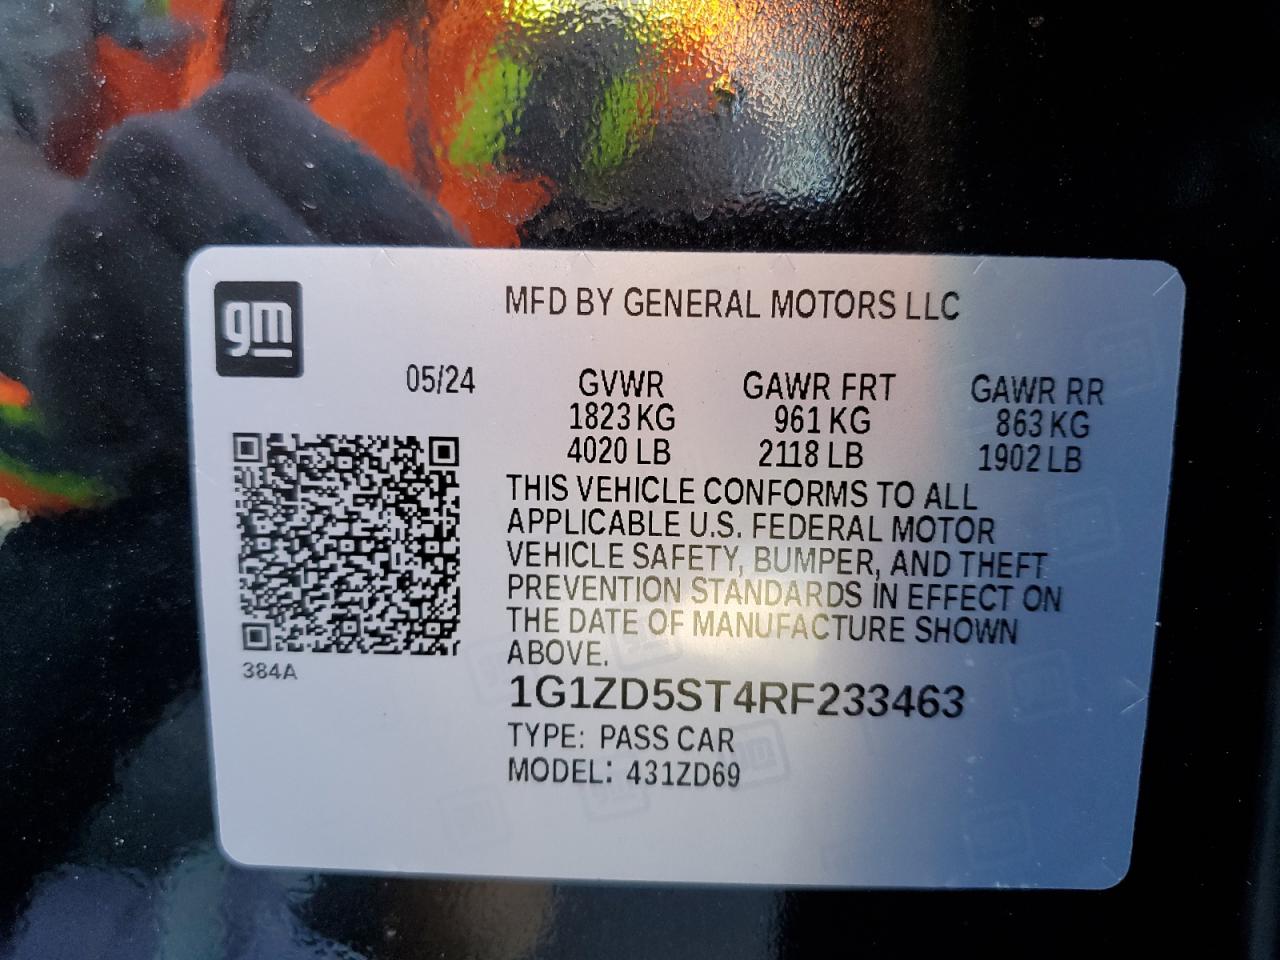 gm
MFD BY GENERAL MOTORS LLC
05/24 GVWR GAWR FRT GAWR RR
1823 KG 961 KG 863 KG
4020 LB 2118 LB 1902 LB
THIS VEHICLE CONFORMS TO ALL
APPLICABLE U.S. FEDERAL MOTOR
VEHICLE SAFETY, BUMPER, AND THEFT
PREVENTION STANDARDS IN EFFECT ON
THE DATE OF MANUFACTURE SHOWN
ABOVE.
384A
1G1ZD5ST4RF233463
TYPE: PASS CAR
MODEL: 431ZD69